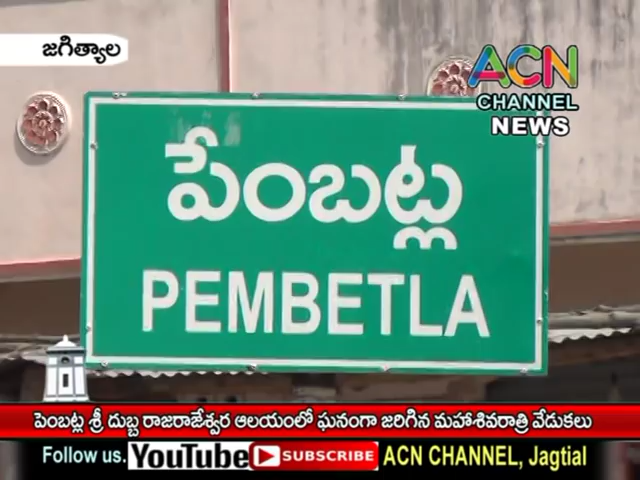 జగిత్యాల
ACN
CHANNEL
NEWS
పేంబట్ల
PEMBETLA
పెంబట్ల శ్రీ దుబ్బ రాజరాజేశ్వర ఆలయంలో ఘనంగా జరిగిన మహాశివరాత్రి వేడుకలు
Follow us. YouTube SUBSCRIBE ACN CHANNEL, Jagtial